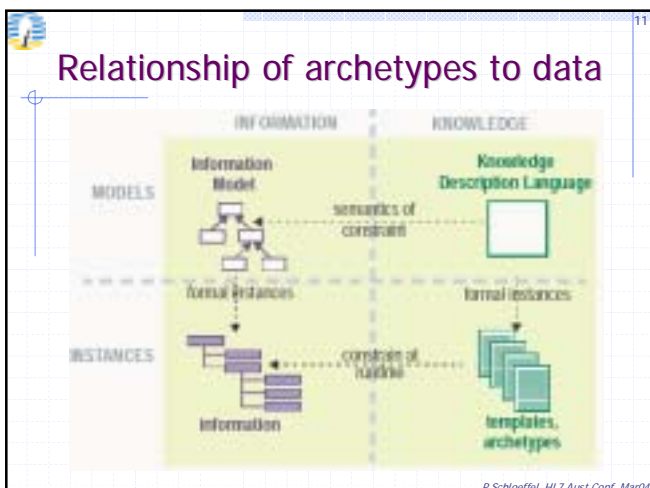 11
Relationship of archetypes to data
INFORMATION
KNOWLEDGE
MODELS
Information
Model
Knowledge
Description Language
semantics of
constraint
formal instances
formal instances
INSTANCES
constrain at
runtime
information
templates,
archetypes
P Schloeffel, HL7 Aust Conf, Mar04